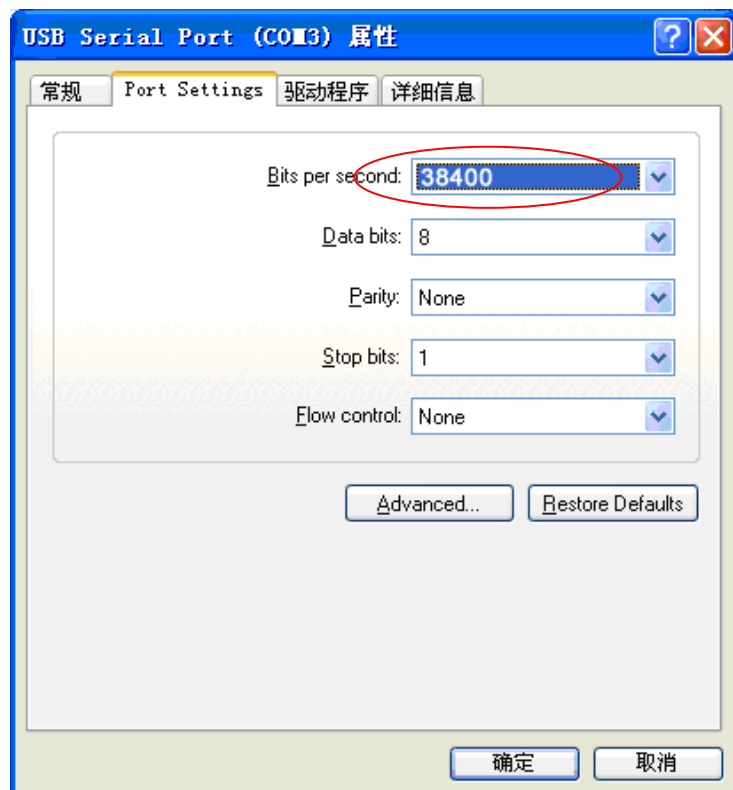 USB Serial Port (COM3) 属性
常规 Port Settings 驱动程序 详细信息
Bits per second: 38400
Data bits: 8
Parity: None
Stop bits: 1
Flow control: None
Advanced... Restore Defaults
确定 取消